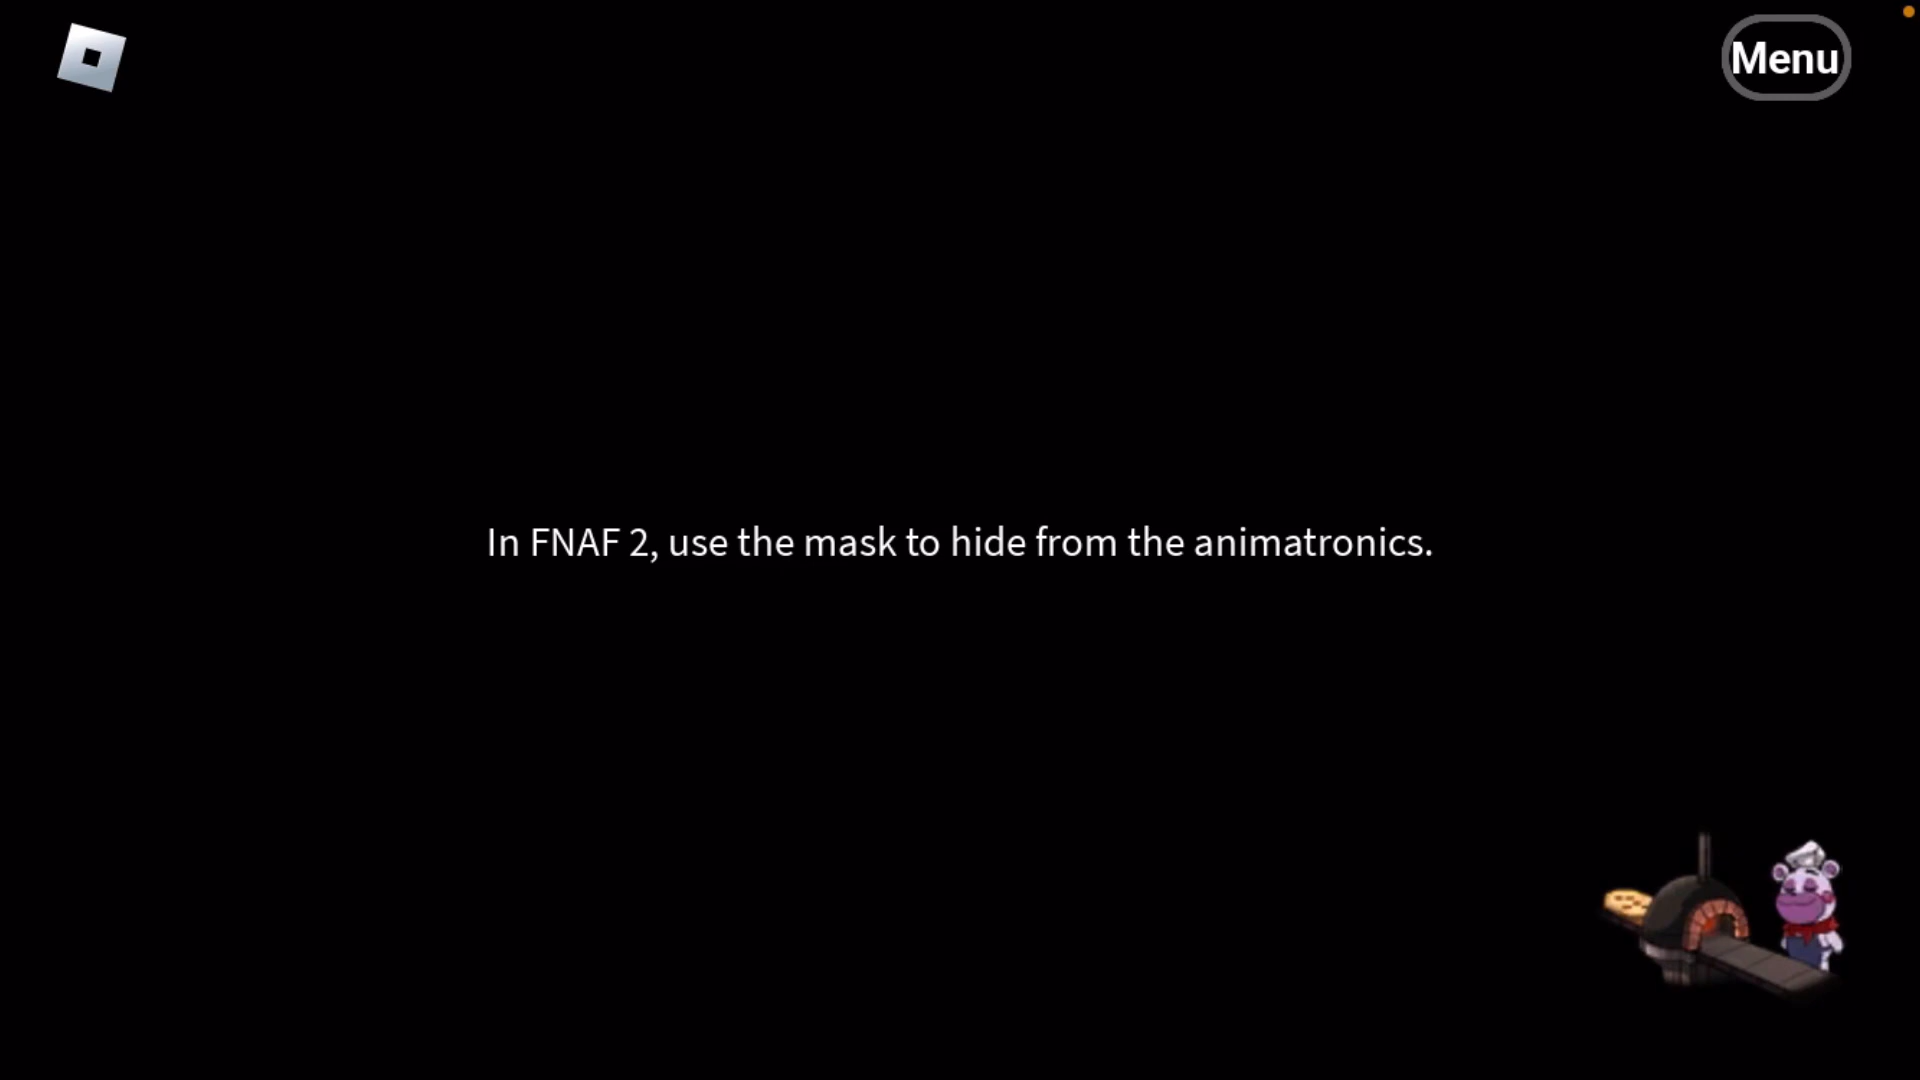 Menu
In FNAF 2, use the mask to hide from the animatronics.